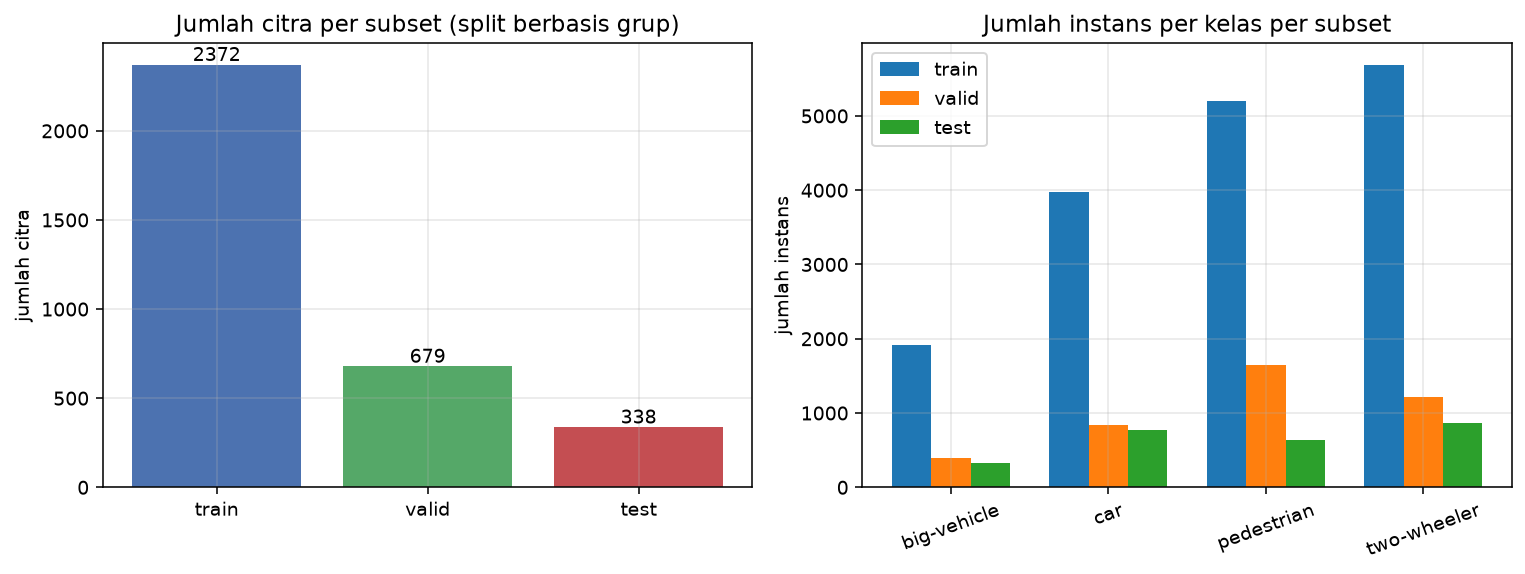 Jumlah citra per subset (split berbasis grup)
jumlah citra
2000
1500
1000
500
0
2372
679
338
train
valid
test
Jumlah instans per kelas per subset
jumlah instans
5000
4000
3000
2000
1000
0
train
valid
test
big-vehicle
car
pedestrian
two-wheeler